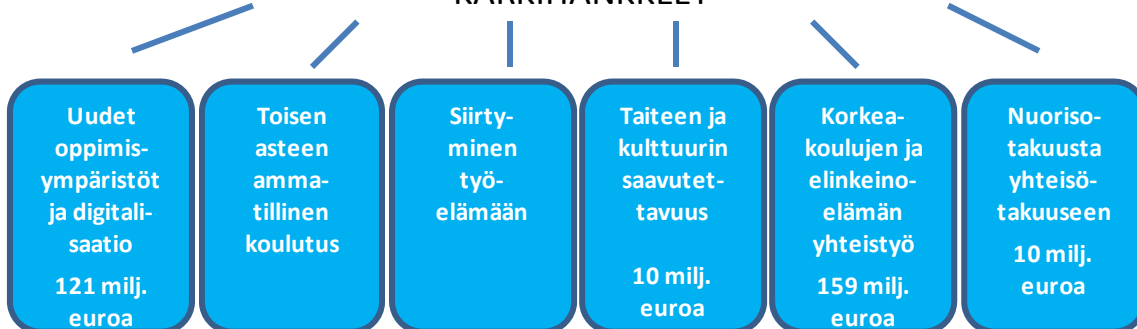 KÄRKIHANKKEET
Uudet
oppimis-
ympäristöt
ja digitali-
saatio
121 milj.
euroa
Toisen
asteen
amma-
tillinen
koulutus
Siirty-
minen
työ-
elämään
Taiteen ja
kulttuurin
saavutet-
tavuus
10 milj.
euroa
Korkea-
koulujen ja
elinkeino-
elämän
yhteistyö
159 milj.
euroa
Nuoriso-
takuusta
yhteisö-
takuuseen
10 milj.
euroa